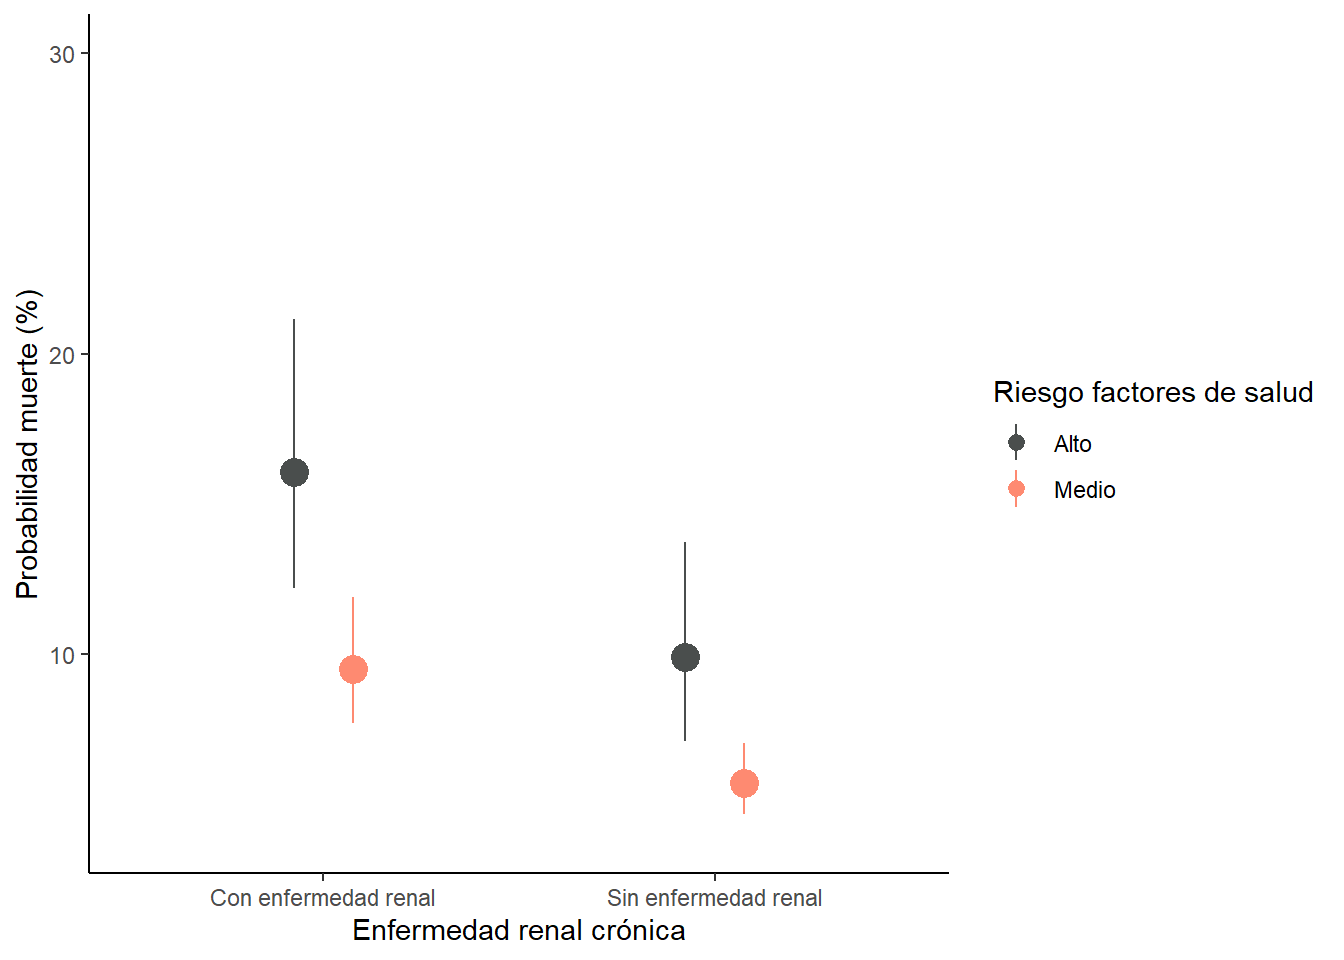 Probabilidad muerte (%)
30
20
10
Con enfermedad renal
Sin enfermedad renal
Enfermedad renal crónica
Riesgo factores de salud
Alto
Medio